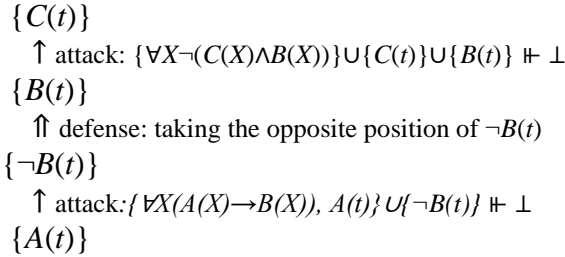 {C(t)}
↑ attack: {∀X¬(C(X)∧B(X))}∪{C(t)}∪{B(t)} ⊩ ⊥
{B(t)}
⇑ defense: taking the opposite position of ¬B(t)
{¬B(t)}
↑ attack:{ ∀X(A(X)→B(X)), A(t)} ∪{¬B(t)} ⊩ ⊥
{A(t)}